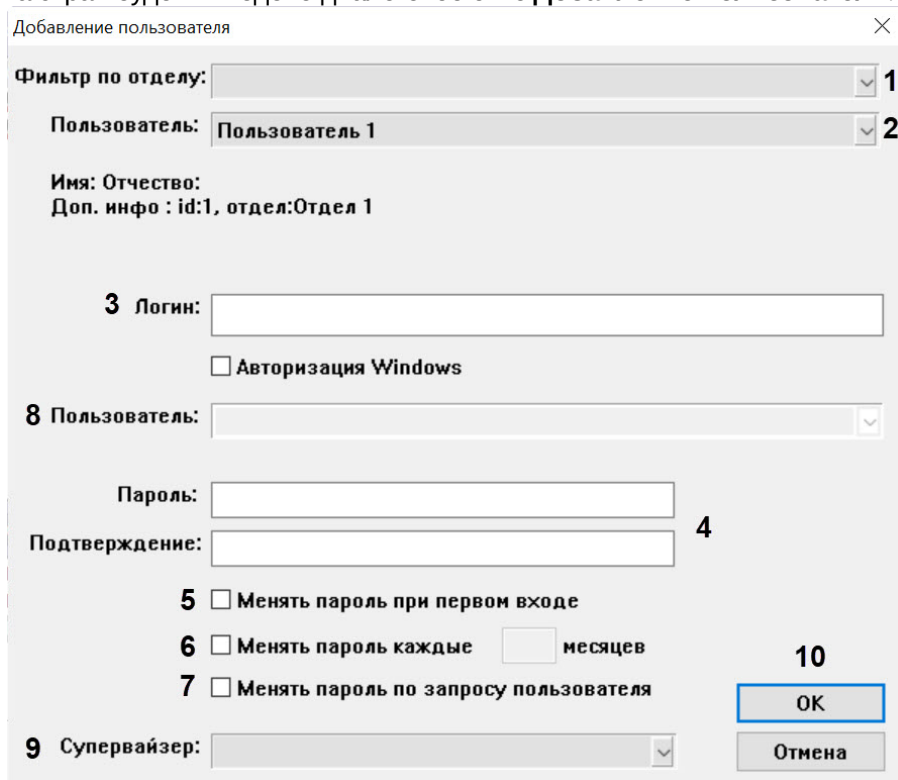 Добавление пользователя
Фильтр по отделу: 1
Пользователь: Пользователь 1 2
Имя: Отчество:
Доп. инфо : id:1, отдел:Отдел 1
3 Логин:
Авторизация Windows
8 Пользователь:
Пароль:
4
Подтверждение:
5 Менять пароль при первом входе
6 Менять пароль каждые месяцев
10
7 Менять пароль по запросу пользователя
OK
9 Супервайзер:
Отмена